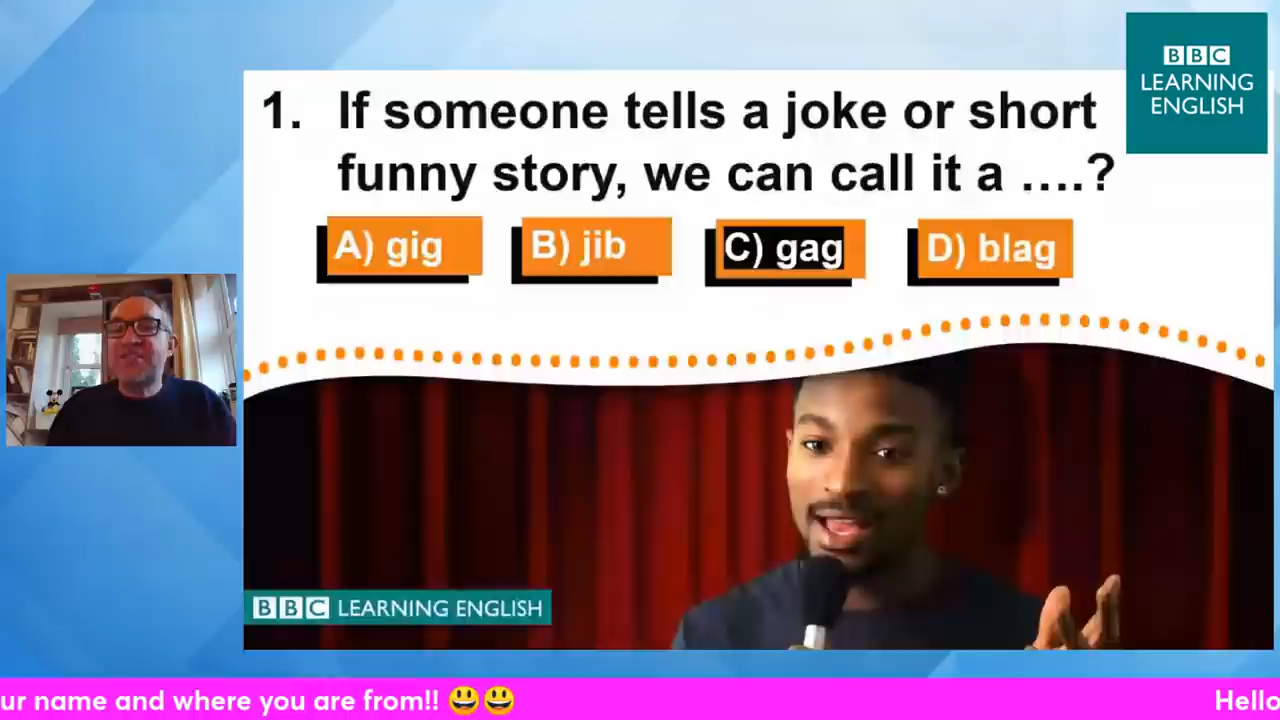 BBC
LEARNING
ENGLISH
1. If someone tells a joke or short
funny story, we can call it a ....?
A) gig
B) jib
C) gag
D) blag
BBC LEARNING ENGLISH
ur name and where you are from!! 😃😃
Hello